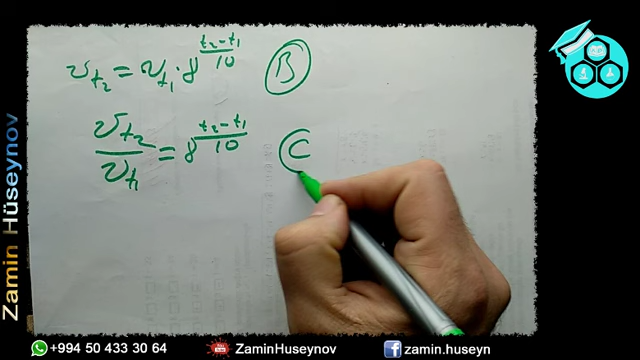 υt₂ = υt₁ · γ^((t₂-t₁)/10) B
υt₂/υt₁ = γ^((t₂-t₁)/10) C
Zamin Hüseynov
+994 50 433 30 64 ZaminHuseynov f.zamin.huseyn